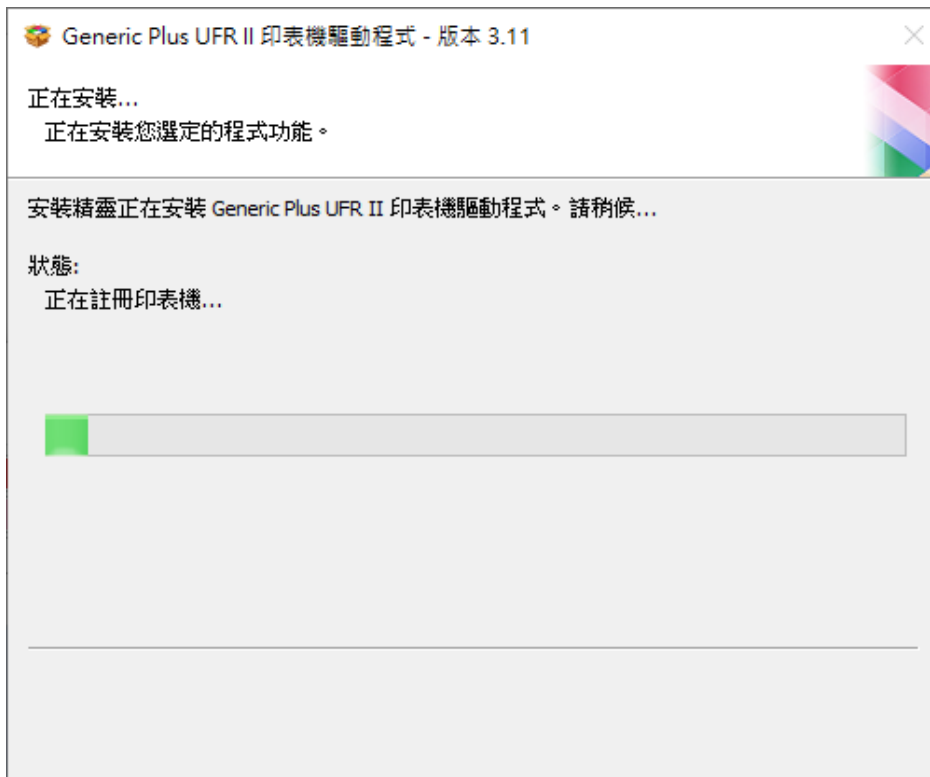 Generic Plus UFR II 印表機驅動程式 - 版本 3.11
正在安裝...
正在安裝您選定的程式功能。
安裝精靈正在安裝 Generic Plus UFR II 印表機驅動程式。請稍候...
狀態:
正在註冊印表機...